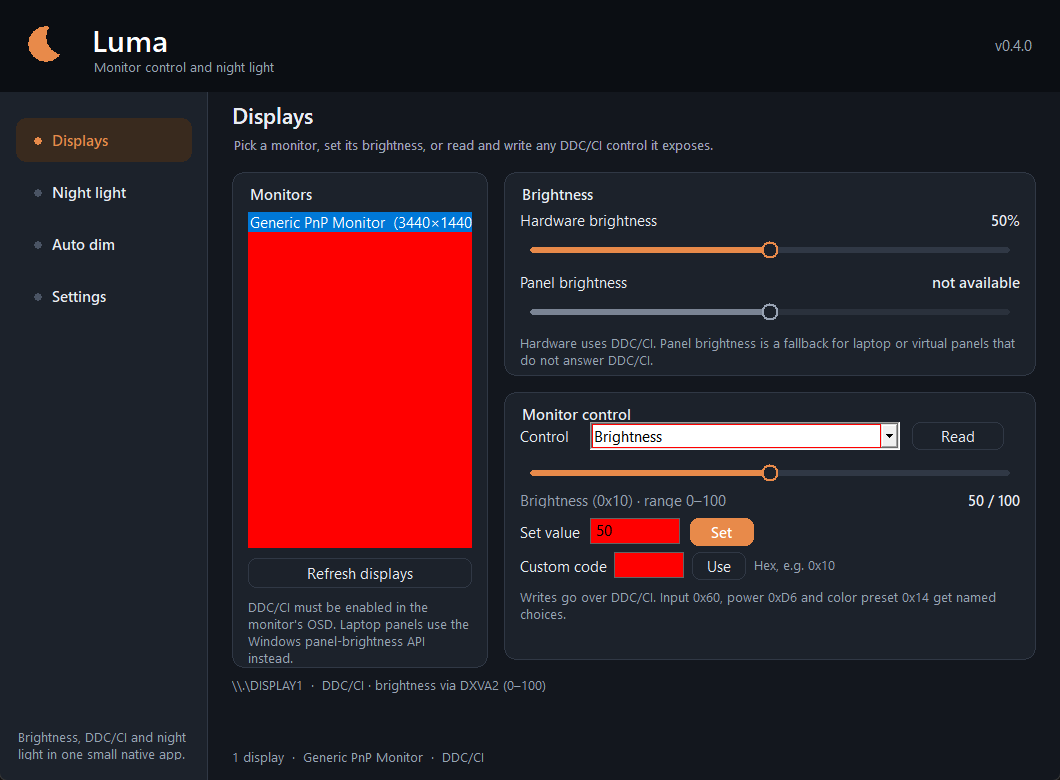 Luma
Monitor control and night light
v0.4.0
Displays
Night light
Auto dim
Settings
Brightness, DDC/CI and night
light in one small native app.
Displays
Pick a monitor, set its brightness, or read and write any DDC/CI control it exposes.
Monitors
Generic PnP Monitor (3440×1440
Refresh displays
DDC/CI must be enabled in the
monitor's OSD. Laptop panels use the
Windows panel-brightness API
instead.
Brightness
Hardware brightness 50%
Panel brightness not available
Hardware uses DDC/CI. Panel brightness is a fallback for laptop or virtual panels that
do not answer DDC/CI.
Monitor control
Control Brightness Read
Brightness (0x10) · range 0–100 50 / 100
Set value 50 Set
Custom code Use Hex, e.g. 0x10
Writes go over DDC/CI. Input 0x60, power 0xD6 and color preset 0x14 get named
choices.
\\.\DISPLAY1 · DDC/CI · brightness via DXVA2 (0–100)
1 display · Generic PnP Monitor · DDC/CI